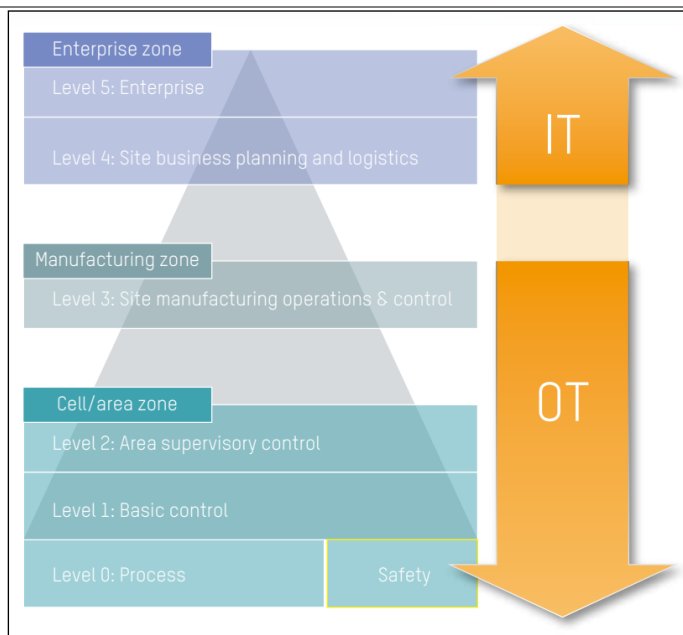 Enterprise zone
Level 5: Enterprise
Level 4: Site business planning and logistics
IT
Manufacturing zone
Level 3: Site manufacturing operations & control
OT
Cell/area zone
Level 2: Area supervisory control
Level 1: Basic control
Level 0: Process
Safety